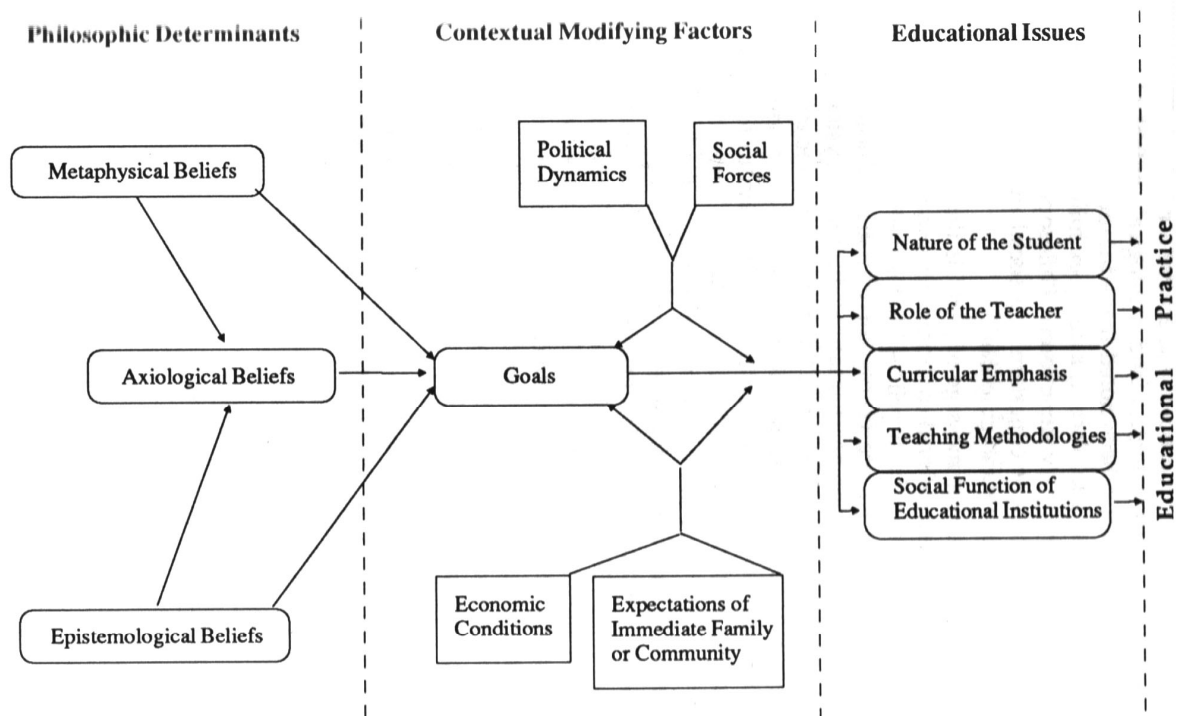 Philosophic Determinants
Contextual Modifying Factors
Educational Issues
Metaphysical Beliefs
Axiological Beliefs
Epistemological Beliefs
Political
Dynamics
Social
Forces
Goals
Economic
Conditions
Expectations of
Immediate Family
or Community
Nature of the Student
Role of the Teacher
Curricular Emphasis
Teaching Methodologies
Social Function of
Educational Institutions
Educational Practice